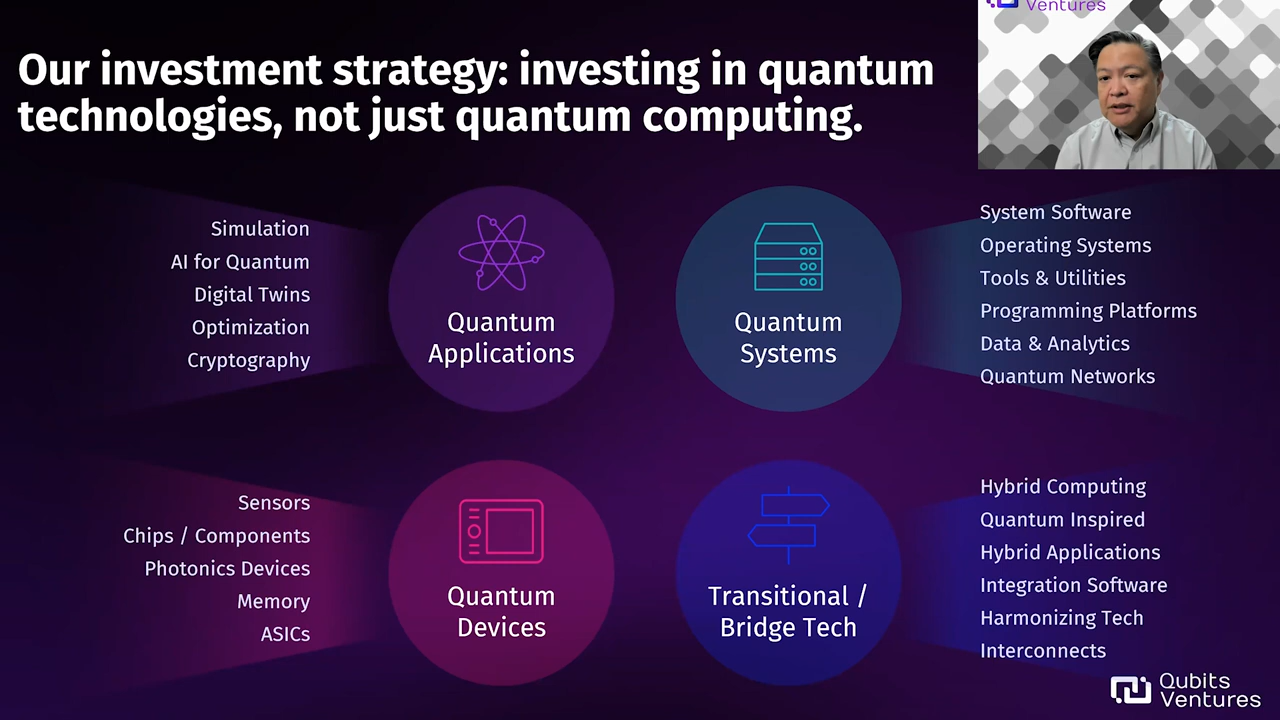 Ventures
Our investment strategy: investing in quantum
technologies, not just quantum computing.
Simulation
AI for Quantum
Digital Twins
Optimization
Cryptography
Quantum
Applications
Quantum
Systems
System Software
Operating Systems
Tools & Utilities
Programming Platforms
Data & Analytics
Quantum Networks
Sensors
Chips / Components
Photonics Devices
Memory
ASICs
Quantum
Devices
Transitional /
Bridge Tech
Hybrid Computing
Quantum Inspired
Hybrid Applications
Integration Software
Harmonizing Tech
Interconnects
Qubits
Ventures